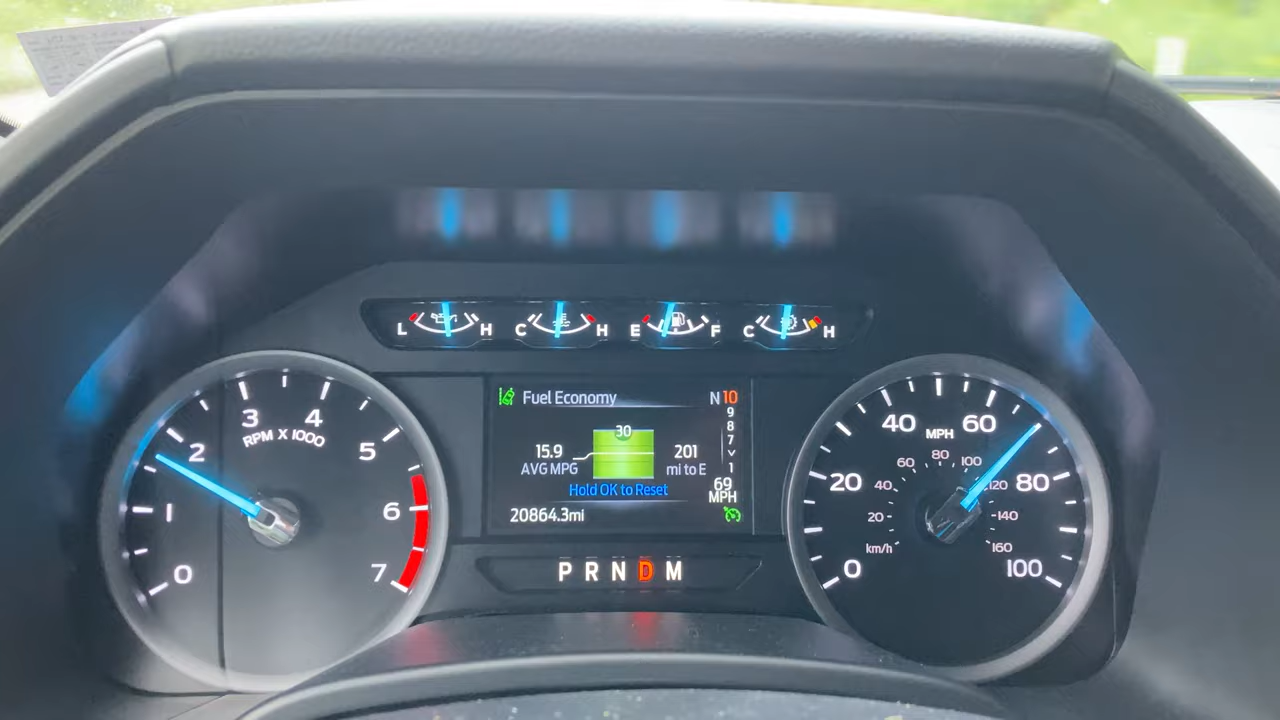 L H C H E F C H
0 1 2 3 4 5 6 7
RPM X 1000
Fuel Economy
N 10
9
8
7
1
30
15.9
AVG MPG
201
mi to E
Hold OK to Reset
69
MPH
20864.3mi
P R N D M
0 20 40 60 80 100
MPH
20 40 60 80 100 120 140 160
km/h